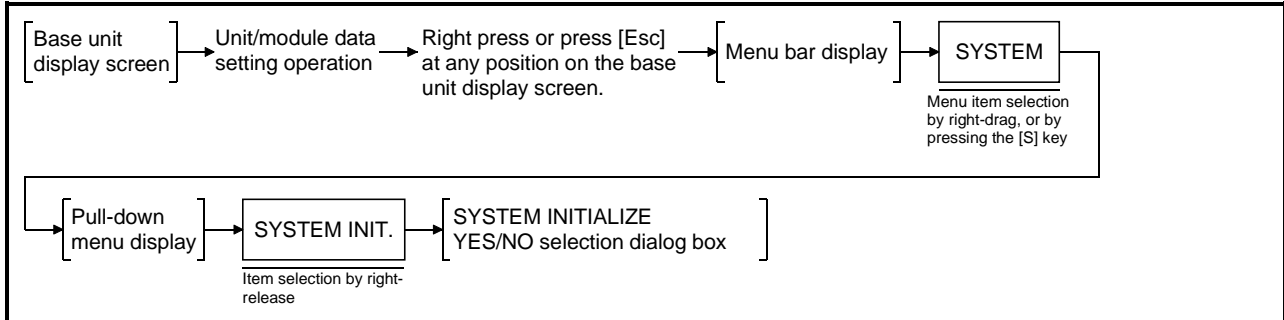 Base unit
display screen
Unit/module data
setting operation
Right press or press [Esc]
at any position on the base
unit display screen.
Menu bar display
SYSTEM
Menu item selection
by right-drag, or by
pressing the [S] key
Pull-down
menu display
SYSTEM INIT.
Item selection by right-
release
SYSTEM INITIALIZE
YES/NO selection dialog box